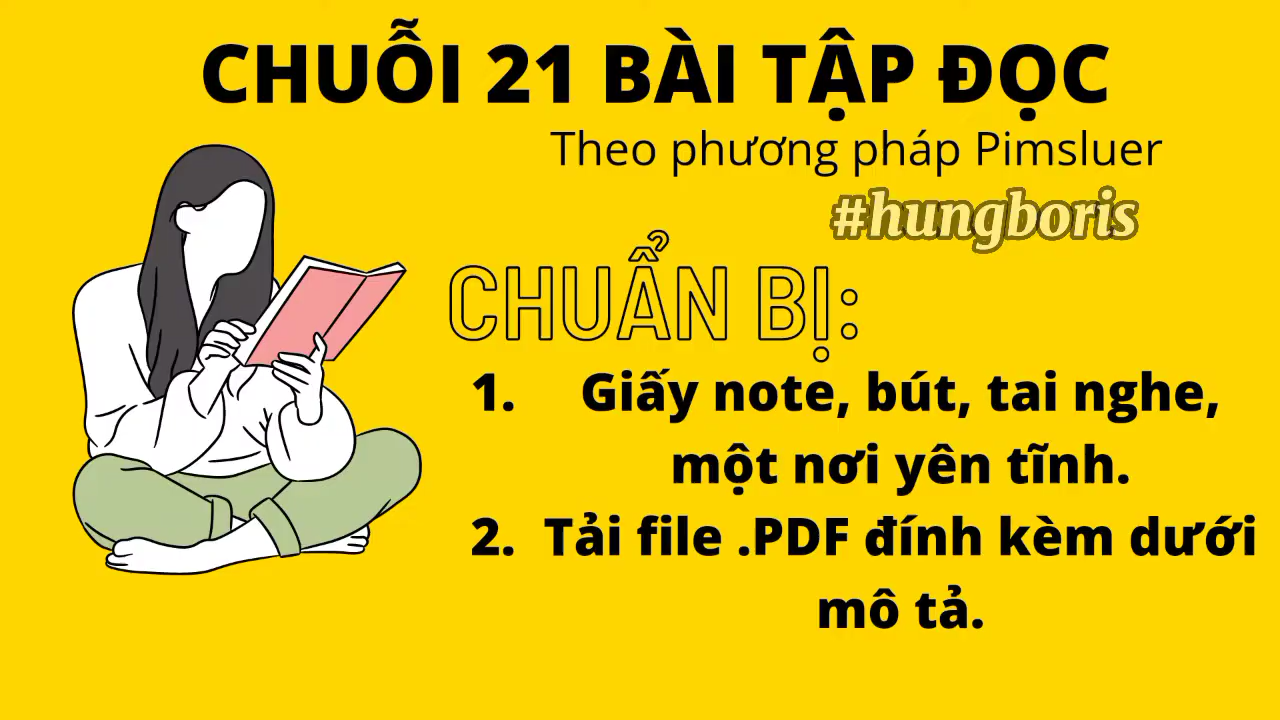 CHUỖI 21 BÀI TẬP ĐỌC
Theo phương pháp Pimsluer
#hungboris
CHUẨN BỊ:
1. Giấy note, bút, tai nghe,
một nơi yên tĩnh.
2. Tải file .PDF đính kèm dưới
mô tả.